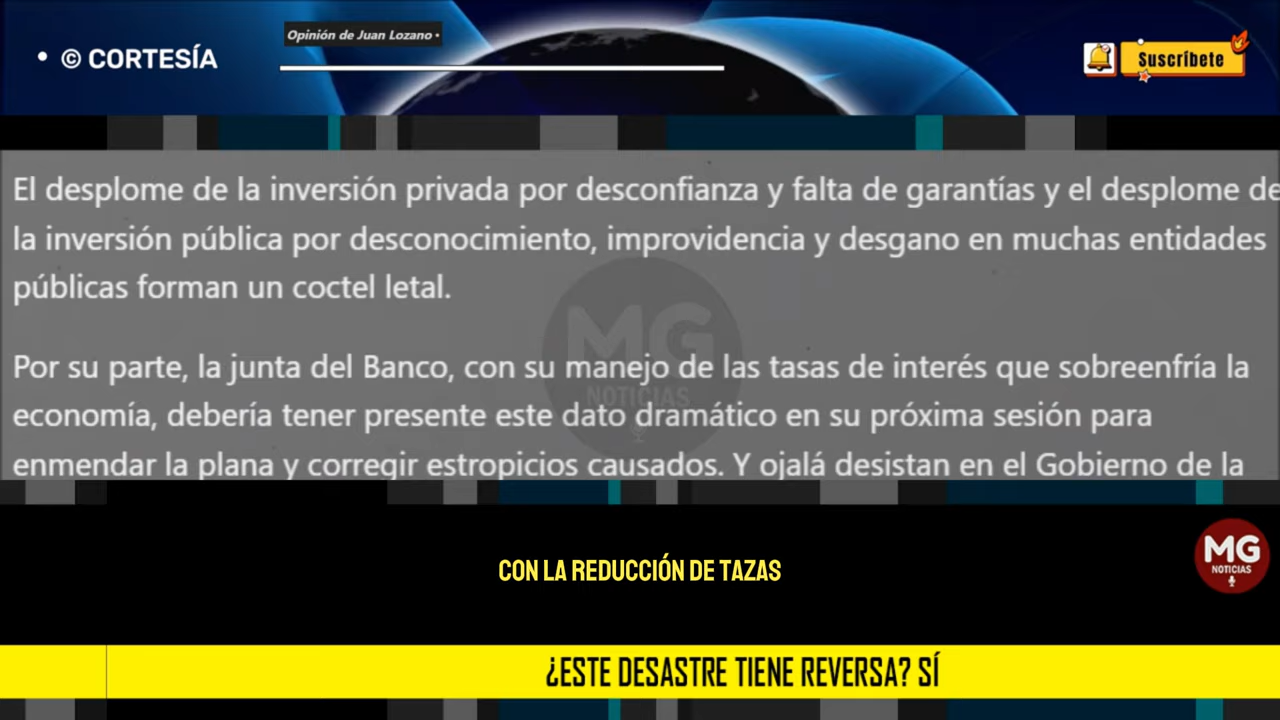 • © CORTESÍA
Opinión de Juan Lozano •
Suscríbete
El desplome de la inversión privada por desconfianza y falta de garantías y el desplome de
la inversión pública por desconocimiento, improvidencia y desgano en muchas entidades
públicas forman un coctel letal.
Por su parte, la junta del Banco, con su manejo de las tasas de interés que sobreenfría la
economía, debería tener presente este dato dramático en su próxima sesión para
enmendar la plana y corregir estropicios causados. Y ojalá desistan en el Gobierno de la
MG
NOTICIAS
CON LA REDUCCIÓN DE TAZAS
MG
NOTICIAS
¿ESTE DESASTRE TIENE REVERSA? SÍ